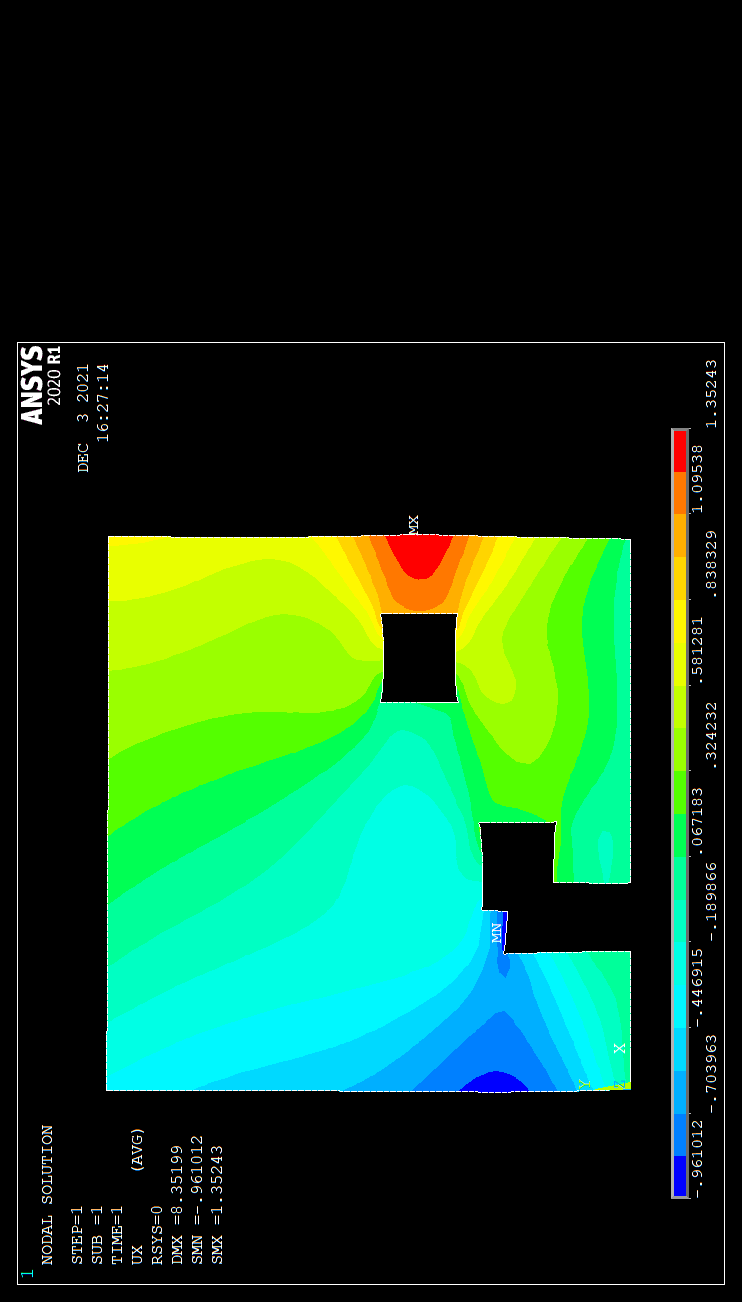 1
NODAL SOLUTION
STEP=1
SUB =1
TIME=1
UX (AVG)
RSYS=0
DMX =8.35199
SMN =-.961012
SMX =1.35243
ANSYS
2020 R1
DEC 3 2021
16:27:14
MX
MN
Y
Z X
-.961012 -.703963 -.446915 -.189866 .067183 .324232 .581281 .838329 1.09538 1.35243